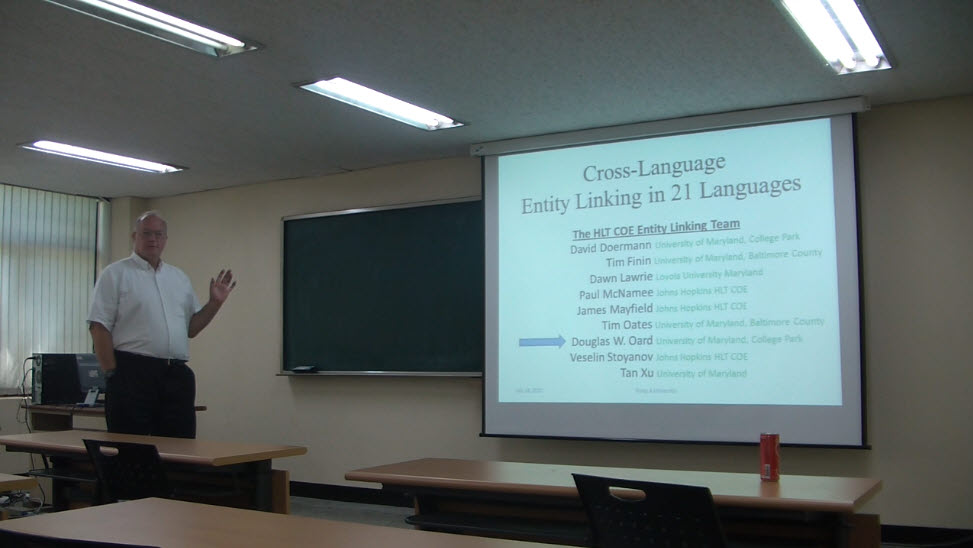 Cross-Language
Entity Linking in 21 Languages
The HLT COE Entity Linking Team
David Doermann University of Maryland, College Park
Tim Finin University of Maryland, Baltimore County
Dawn Lawrie Loyola University Maryland
Paul McNamee Johns Hopkins HLT COE
James Mayfield Johns Hopkins HLT COE
Tim Oates University of Maryland, Baltimore County
Douglas W. Oard University of Maryland, College Park
Veselin Stoyanov Johns Hopkins HLT COE
Tan Xu University of Maryland